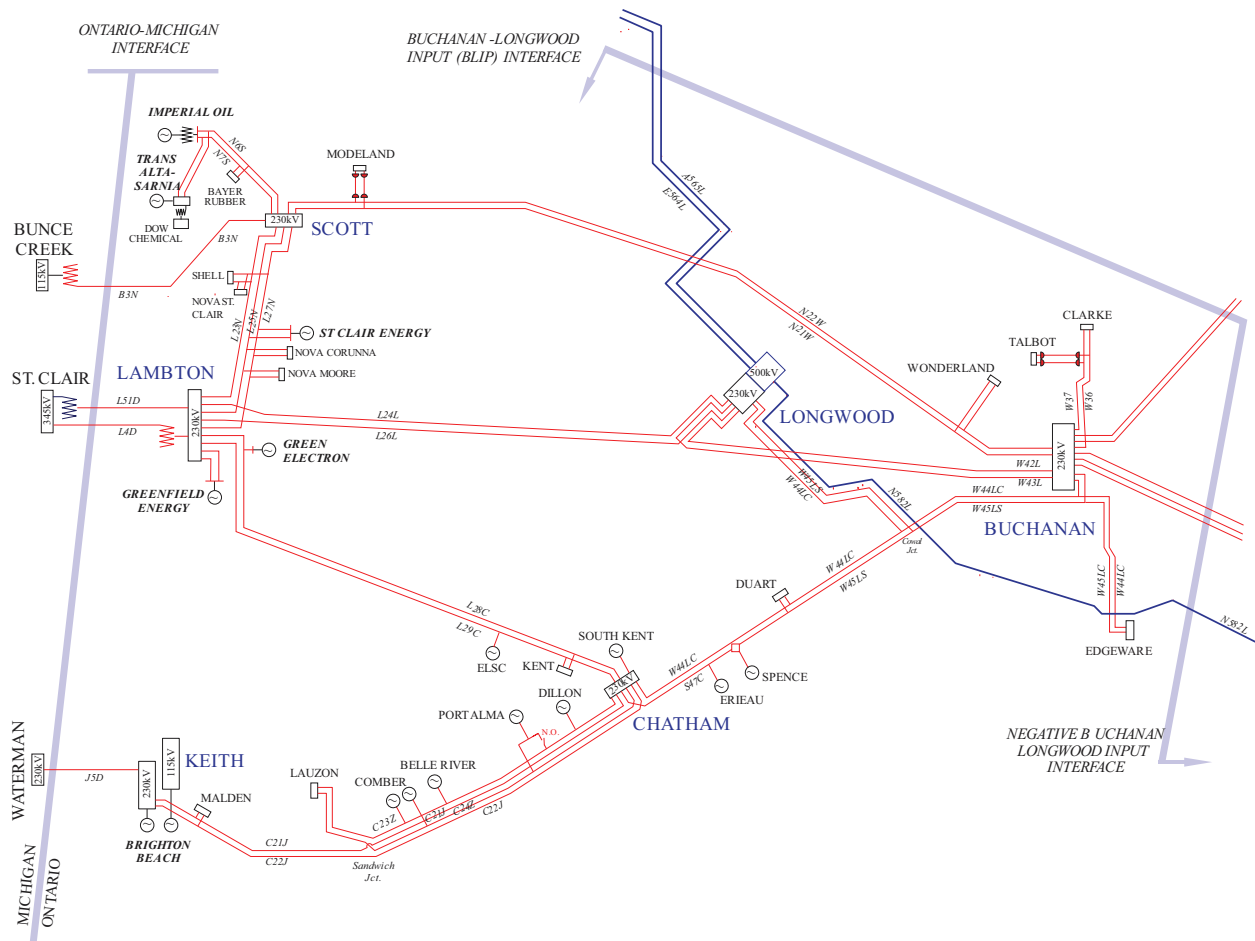 ONTARIO-MICHIGAN
INTERFACE
BUCHANAN -LONGWOOD
INPUT (BLIP) INTERFACE
IMPERIAL OIL
N6S
N7S
TRANS
ALTA-
SARNIA
BAYER
RUBBER
MODELAND
A565L
E564L
DOW
CHEMICAL
230kV
SCOTT
BUNCE
CREEK
115kV
B3N
B3N
SHELL
NOVA ST.
CLAIR
L23N
L25N
L27N
ST CLAIR ENERGY
NOVA CORUNNA
NOVA MOORE
N22W
N21W
CLARKE
TALBOT
WONDERLAND
W37
W36
ST. CLAIR
LAMBTON
345kV
L51D
L4D
230kV
L24L
L26L
500kV
230kV
LONGWOOD
GREEN
ELECTRON
GREENFIELD
ENERGY
W45LS
W44LC
N582L
230kV
W42L
W43L
W44LC
W45LS
BUCHANAN
Cowal
Jct.
W44LC
W45LS
W45LC
W44LC
DUART
EDGEWARE
N582L
L28C
L29C
ELSC
SOUTH KENT
KENT
230kV
W44LC
S47C
SPENCE
ERIEAU
DILLON
CHATHAM
PORT ALMA
N.O.
NEGATIVE B UCHANAN
LONGWOOD INPUT
INTERFACE
WATERMAN
230kV
J5D
230kV
115kV
KEITH
MALDEN
LAUZON
COMBER
BELLE RIVER
C23Z
C21J
C24Z
C22J
BRIGHTON
BEACH
C21J
C22J
Sandwich
Jct.
MICHIGAN
ONTARIO